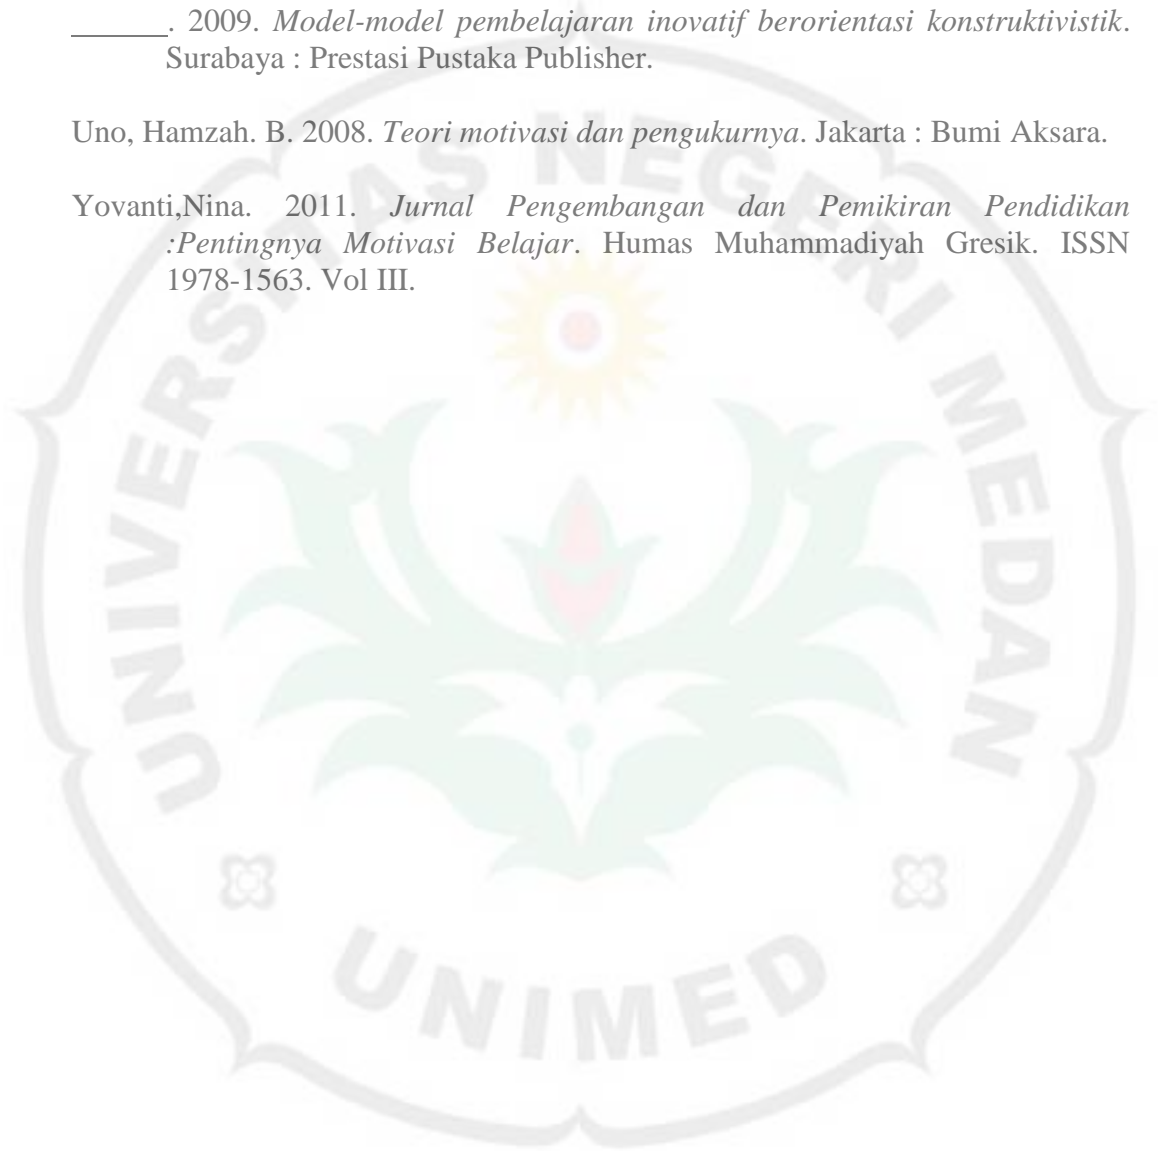 ______. 2009. Model-model pembelajaran inovatif berorientasi konstruktivistik.
Surabaya : Prestasi Pustaka Publisher.
Uno, Hamzah. B. 2008. Teori motivasi dan pengukurnya. Jakarta : Bumi Aksara.
Yovanti,Nina. 2011. Jurnal Pengembangan dan Pemikiran Pendidikan
:Pentingnya Motivasi Belajar. Humas Muhammadiyah Gresik. ISSN
1978-1563. Vol III.
UNIVERSITAS NEGERI MEDAN
UNIMED